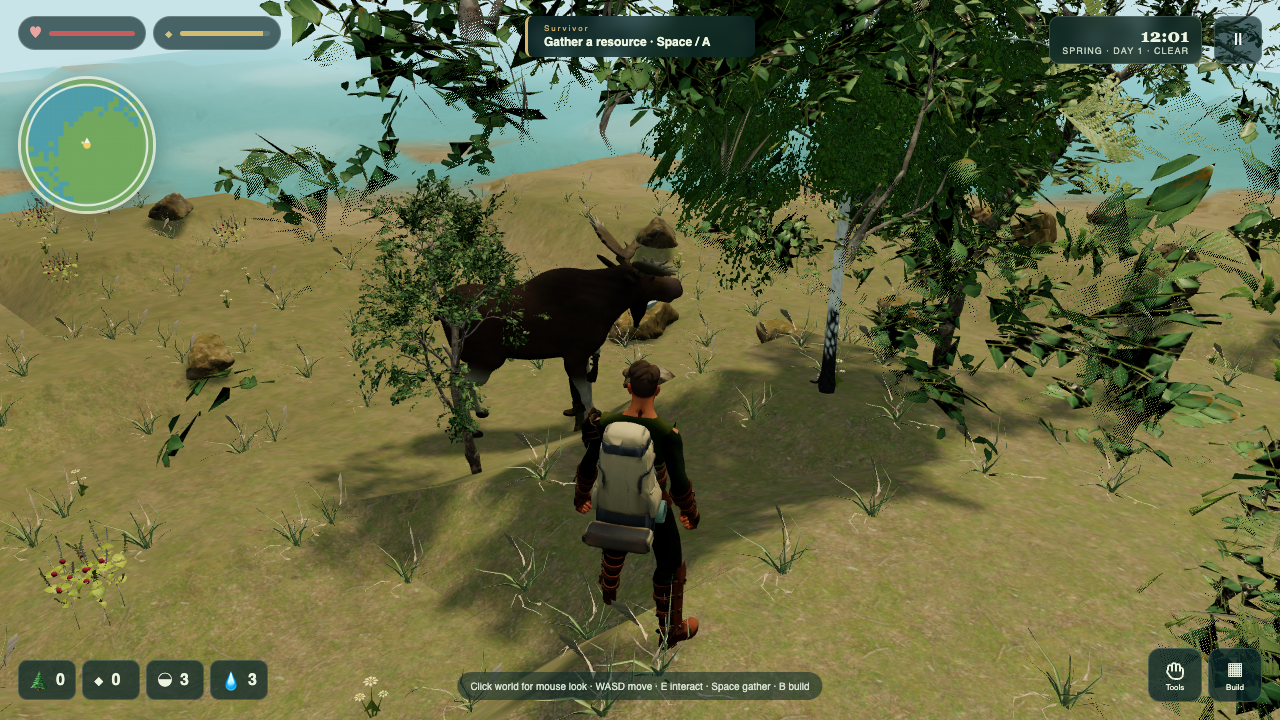 Survivor
Gather a resource · Space / A
12:01
SPRING · DAY 1 · CLEAR
0
0
3
3
Click world for mouse look · WASD move · E interact · Space gather · B build
Tools
Build